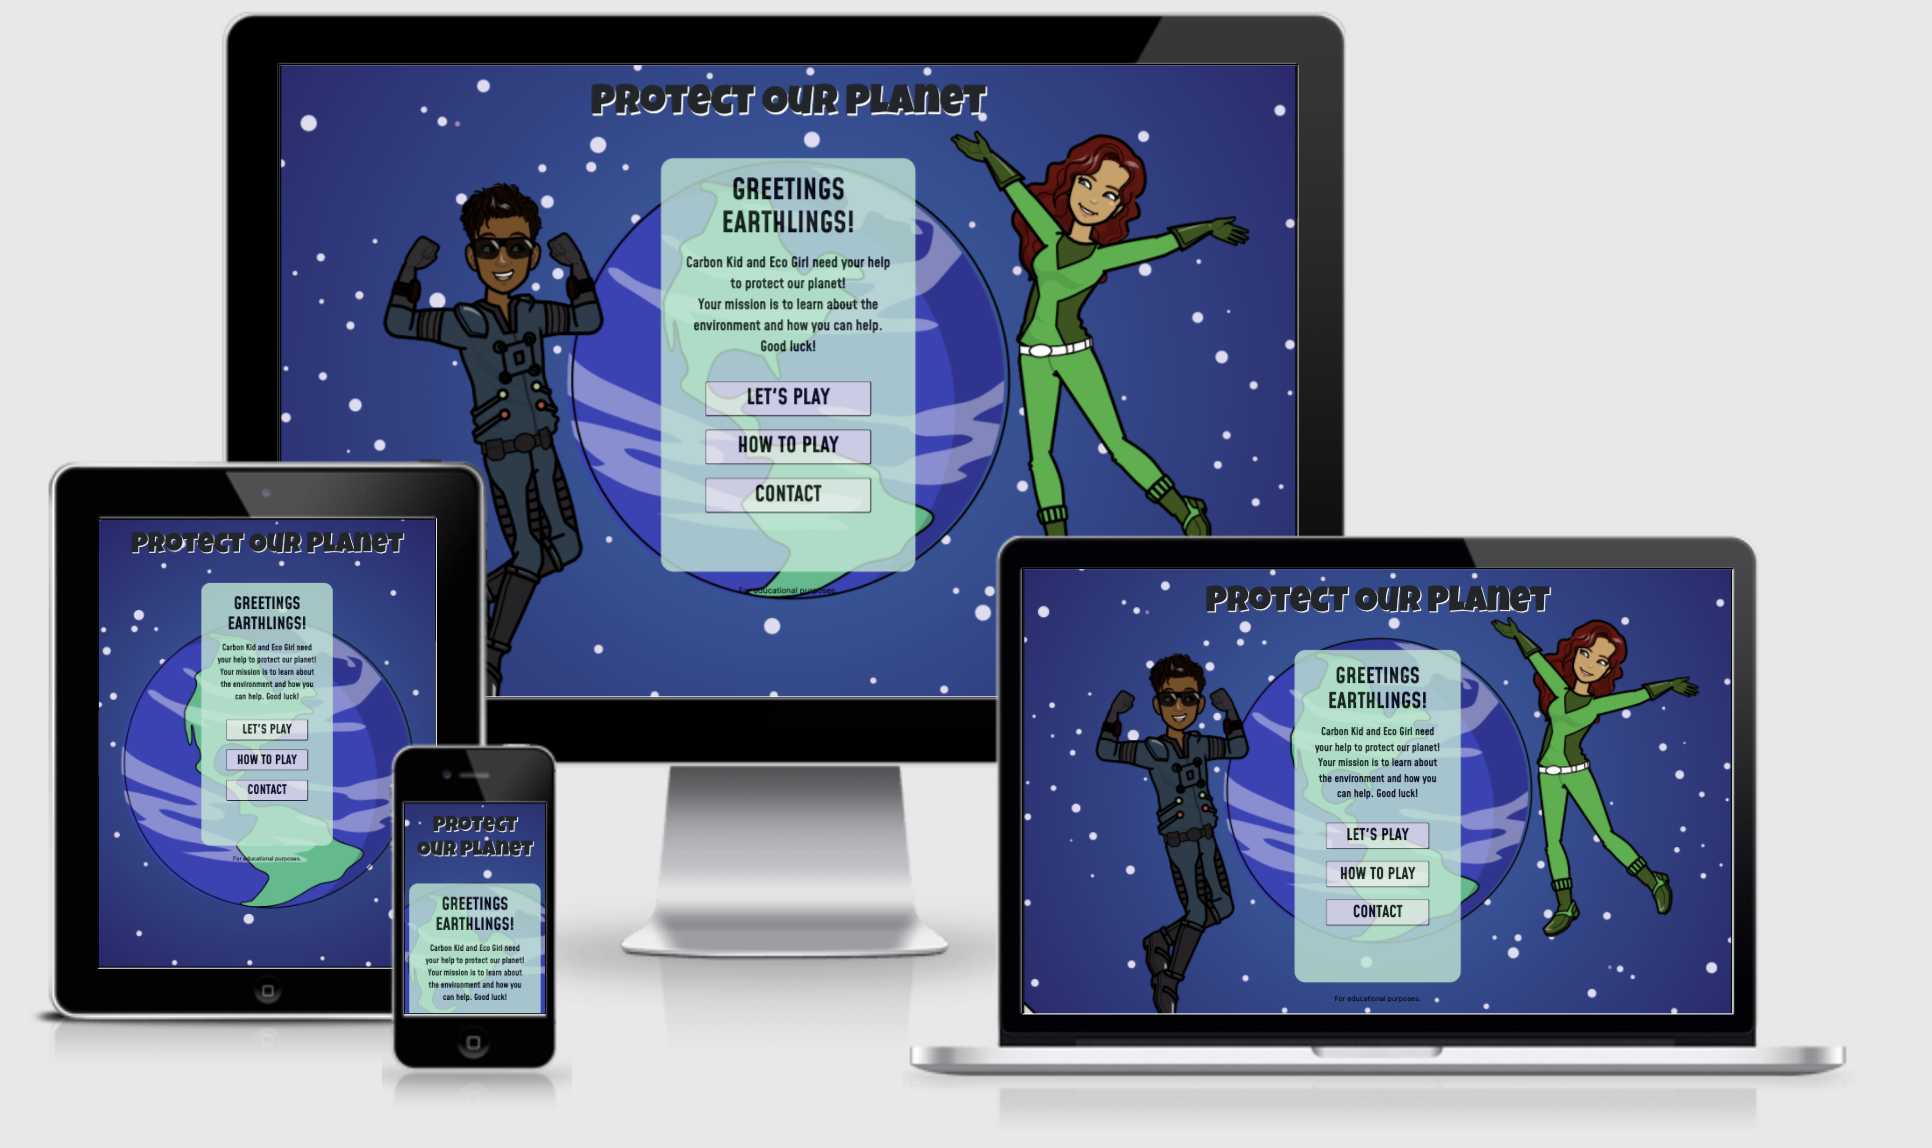 PROTECT OUR PLANET
GREETINGS
EARTHLINGS!
Carbon Kid and Eco Girl need your help
to protect our planet!
Your mission is to learn about the
environment and how you can help.
Good luck!
LET'S PLAY
HOW TO PLAY
CONTACT
For educational purposes.
PROTECT OUR PLANET
GREETINGS
EARTHLINGS!
Carbon Kid and Eco Girl need
your help to protect our planet!
Your mission is to learn about
the environment and how you
can help. Good luck!
LET'S PLAY
HOW TO PLAY
CONTACT
For educational purposes.
PROTECT
OUR PLANET
GREETINGS
EARTHLINGS!
Carbon Kid and Eco Girl need
your help to protect our planet!
Your mission is to learn about
the environment and how you
can help. Good luck!
PROTECT OUR PLANET
GREETINGS
EARTHLINGS!
Carbon Kid and Eco Girl need
your help to protect our planet!
Your mission is to learn about
the environment and how you
can help. Good luck!
LET'S PLAY
HOW TO PLAY
CONTACT
For educational purposes.